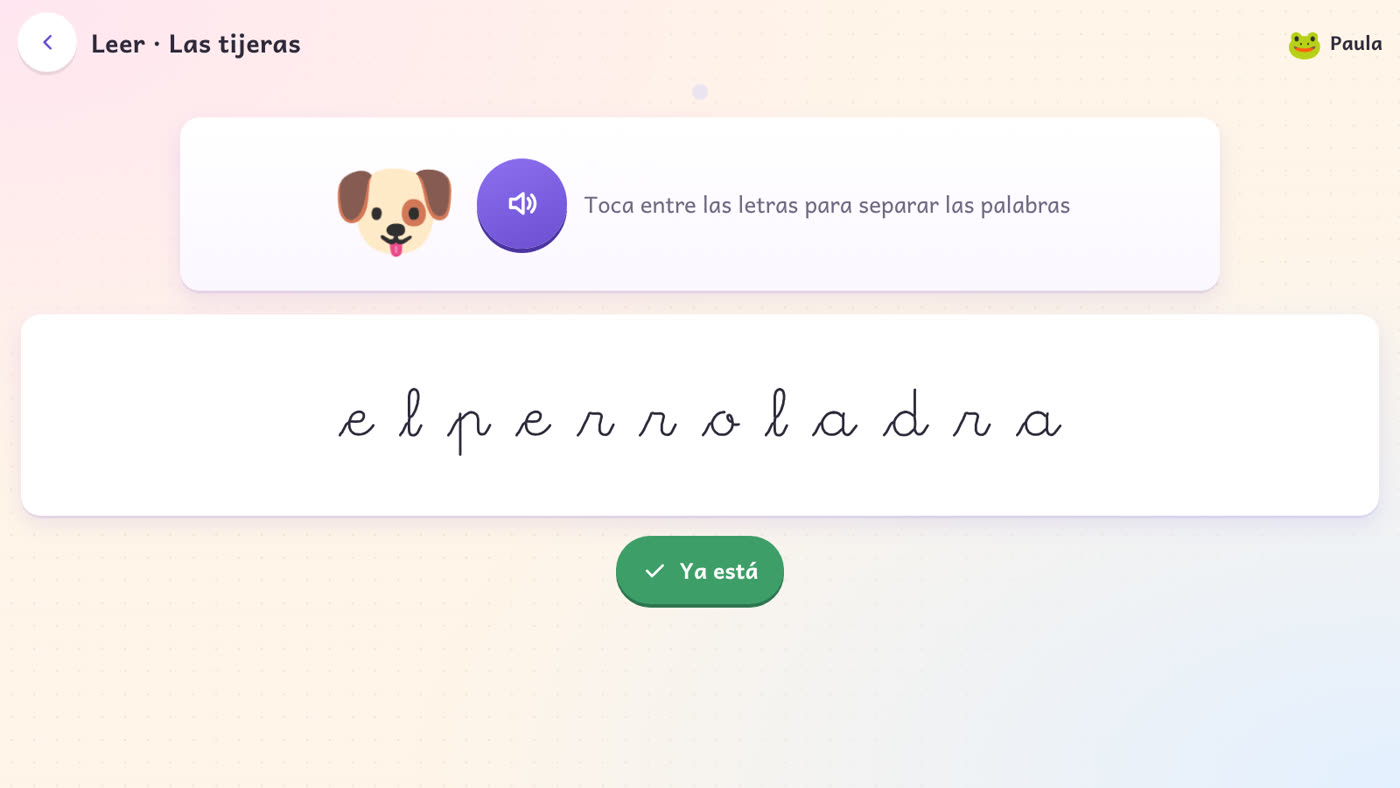 Leer · Las tijeras
Paula
Toca entre las letras para separar las palabras
e l p e r r o l a d r a
Ya está